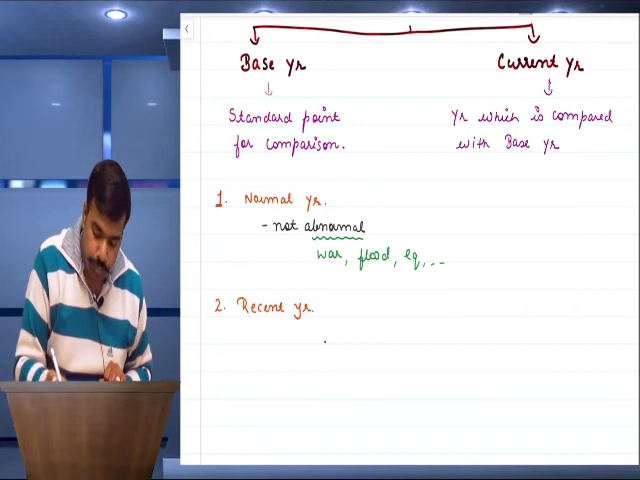 Base yr
Current yr
Standard point
for comparison.
Yr which is compared
with Base yr
1. Normal yr.
- not abnormal
war, flood, eq, ...
2. Recent yr.